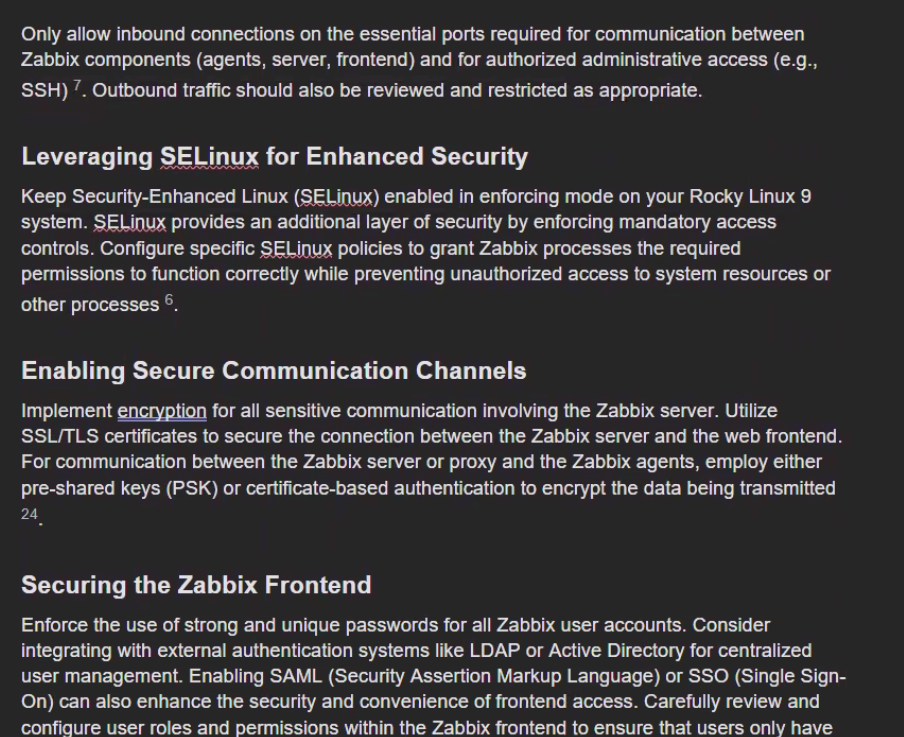 Only allow inbound connections on the essential ports required for communication between
Zabbix components (agents, server, frontend) and for authorized administrative access (e.g.,
SSH) 7. Outbound traffic should also be reviewed and restricted as appropriate.
Leveraging SELinux for Enhanced Security
Keep Security-Enhanced Linux (SELinux) enabled in enforcing mode on your Rocky Linux 9
system. SELinux provides an additional layer of security by enforcing mandatory access
controls. Configure specific SELinux policies to grant Zabbix processes the required
permissions to function correctly while preventing unauthorized access to system resources or
other processes 6.
Enabling Secure Communication Channels
Implement encryption for all sensitive communication involving the Zabbix server. Utilize
SSL/TLS certificates to secure the connection between the Zabbix server and the web frontend.
For communication between the Zabbix server or proxy and the Zabbix agents, employ either
pre-shared keys (PSK) or certificate-based authentication to encrypt the data being transmitted
24.
Securing the Zabbix Frontend
Enforce the use of strong and unique passwords for all Zabbix user accounts. Consider
integrating with external authentication systems like LDAP or Active Directory for centralized
user management. Enabling SAML (Security Assertion Markup Language) or SSO (Single Sign-
On) can also enhance the security and convenience of frontend access. Carefully review and
configure user roles and permissions within the Zabbix frontend to ensure that users only have